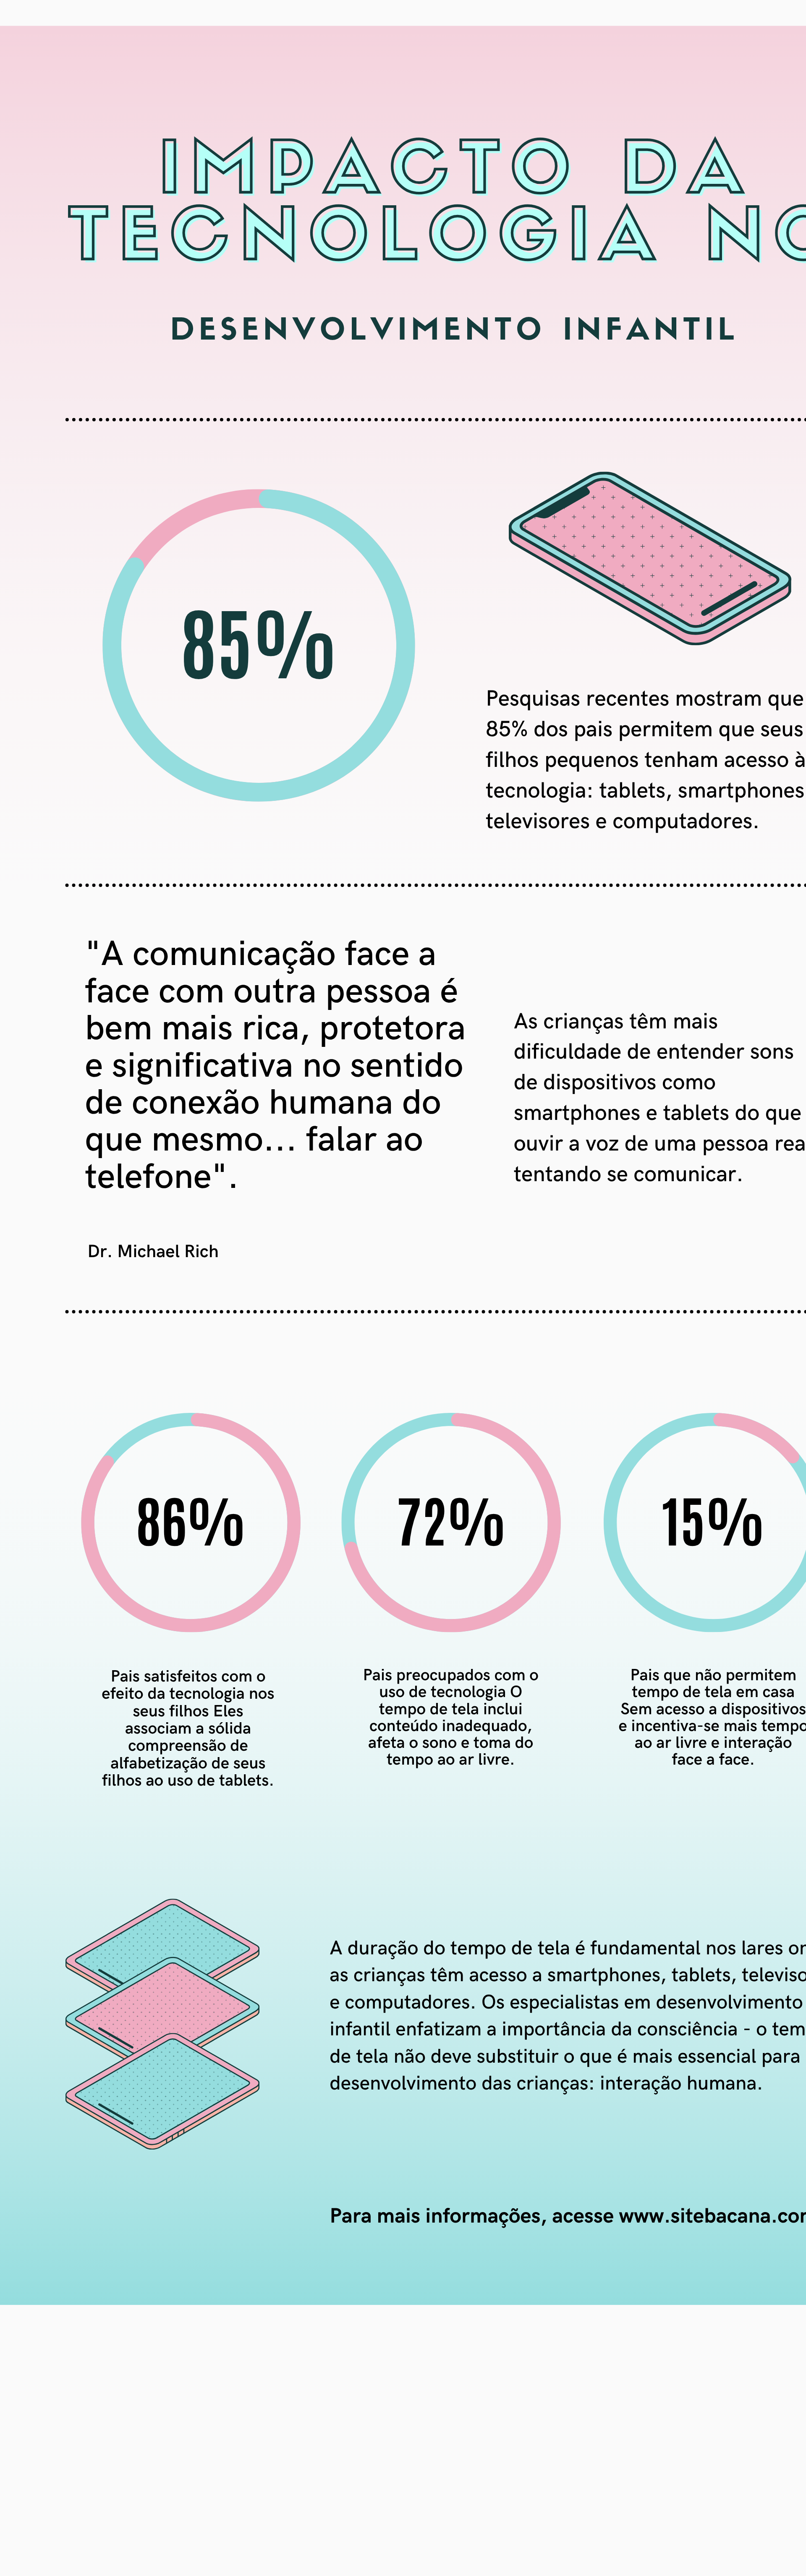 IMPACTO DA
TECNOLOGIA NO
DESENVOLVIMENTO INFANTIL
85%
Pesquisas recentes mostram que
85% dos pais permitem que seus
filhos pequenos tenham acesso à
tecnologia: tablets, smartphones
televisores e computadores.
"A comunicação face a
face com outra pessoa é
bem mais rica, protetora
e significativa no sentido
de conexão humana do
que mesmo... falar ao
telefone".
Dr. Michael Rich
As crianças têm mais
dificuldade de entender sons
de dispositivos como
smartphones e tablets do que
ouvir a voz de uma pessoa rea
tentando se comunicar.
86%
Pais satisfeitos com o
efeito da tecnologia nos
seus filhos Eles
associam a sólida
compreensão de
alfabetização de seus
filhos ao uso de tablets.
72%
Pais preocupados com o
uso de tecnologia O
tempo de tela inclui
conteúdo inadequado,
afeta o sono e toma do
tempo ao ar livre.
15%
Pais que não permitem
tempo de tela em casa
Sem acesso a dispositivos
e incentiva-se mais tempo
ao ar livre e interação
face a face.
A duração do tempo de tela é fundamental nos lares
as crianças têm acesso a smartphones, tablets,
e computadores. Os especialistas em desenvolvimento
infantil enfatizam a importância da consciência - o
de tela não deve substituir o que é mais essencial para
desenvolvimento das crianças: interação humana.
Para mais informações, acesse www.sitebacana.co